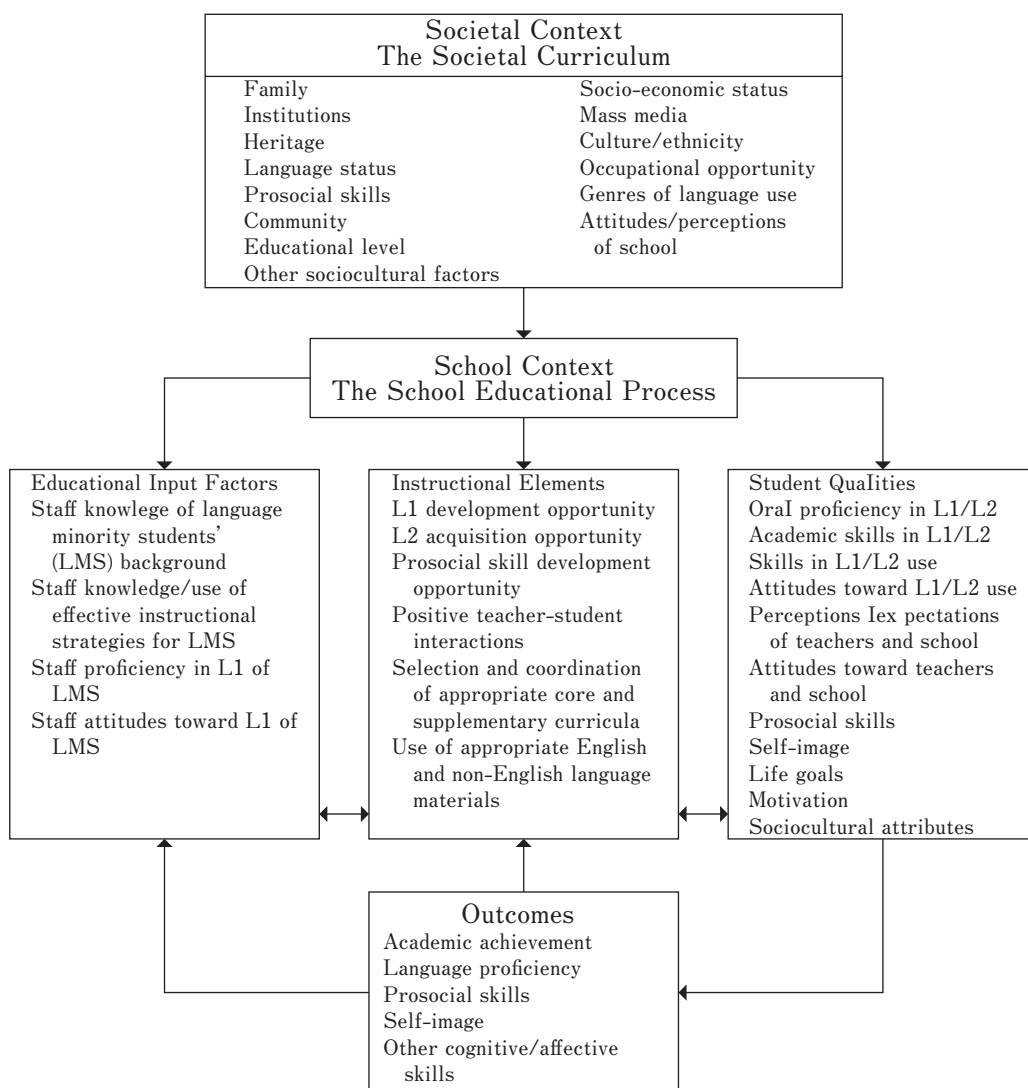 Societal Context
The Societal Curriculum
Family
Institutions
Heritage
Language status
Prosocial skills
Community
Educational level
Other sociocultural factors
Socio-economic status
Mass media
Culture/ethnicity
Occupational opportunity
Genres of language use
Attitudes/perceptions
of school
School Context
The School Educational Process
Educational Input Factors
Staff knowlege of language
minority students'
(LMS) background
Staff knowledge/use of
effective instructional
strategies for LMS
Staff proficiency in L1 of
LMS
Staff attitudes toward L1 of
LMS
Instructional Elements
L1 development opportunity
L2 acquisition opportunity
Prosocial skill development
opportunity
Positive teacher-student
interactions
Selection and coordination
of appropriate core and
supplementary curricula
Use of appropriate English
and non-English language
materials
Student QuaIities
OraI proficiency in L1/L2
Academic skills in L1/L2
Skills in L1/L2 use
Attitudes toward L1/L2 use
Perceptions Iex pectations
of teachers and school
Attitudes toward teachers
and school
Prosocial skills
Self-image
Life goals
Motivation
Sociocultural attributes
Outcomes
Academic achievement
Language proficiency
Prosocial skills
Self-image
Other cognitive/affective
skills